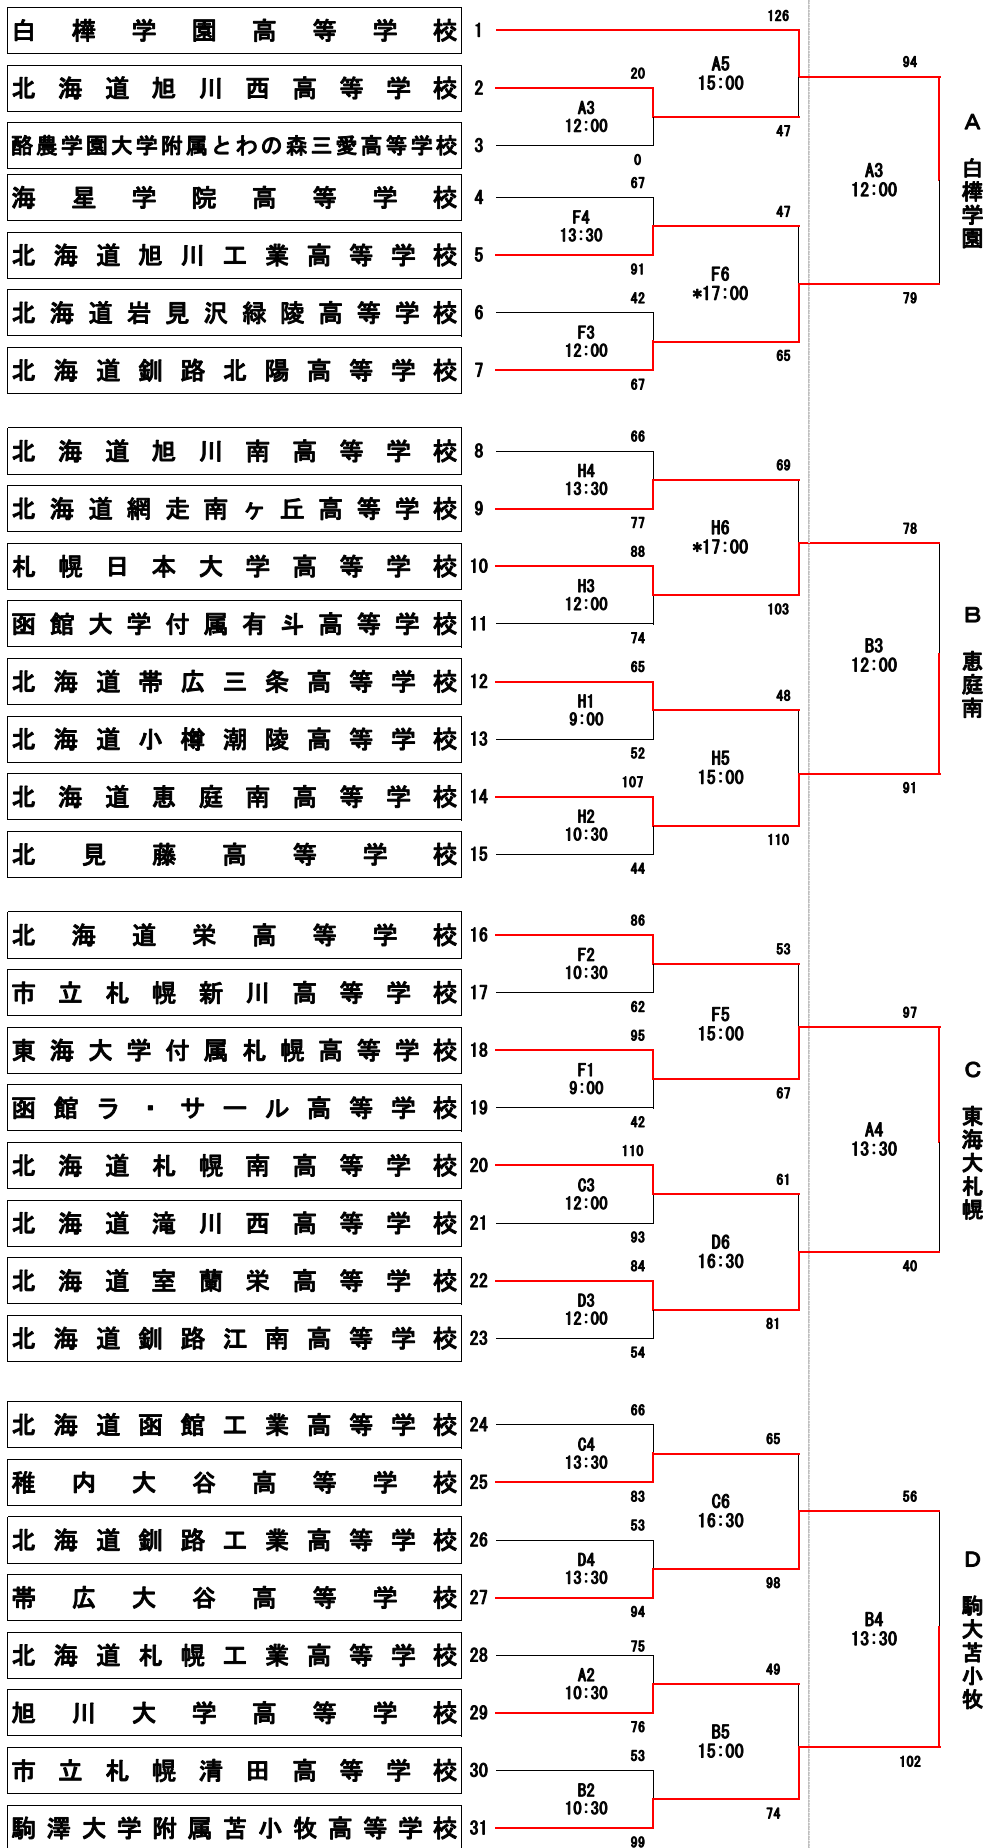 白樺学園高等学校 1
126
北海道旭川西高等学校 2
20
A3
12:00
A5
15:00
酪農学園大学附属とわの森三愛高等学校 3
0
47
94
海星学院高等学校 4
67
F4
13:30
47
A3
12:00
A 白樺学園
北海道旭川工業高等学校 5
91
F6
*17:00
北海道岩見沢緑陵高等学校 6
42
F3
12:00
79
北海道釧路北陽高等学校 7
67
65
北海道旭川南高等学校 8
66
H4
13:30
69
北海道網走南ヶ丘高等学校 9
77
H6
*17:00
78
札幌日本大学高等学校 10
88
H3
12:00
103
函館大学付属有斗高等学校 11
74
B3
12:00
B 恵庭南
北海道帯広三条高等学校 12
65
H1
9:00
48
北海道小樽潮陵高等学校 13
52
H5
15:00
北海道恵庭南高等学校 14
107
H2
10:30
91
北見藤高等学校 15
44
110
北海道栄高等学校 16
86
F2
10:30
53
市立札幌新川高等学校 17
62
F5
15:00
97
東海大学付属札幌高等学校 18
95
F1
9:00
67
函館ラ・サール高等学校 19
42
A4
13:30
C 東海大札幌
北海道札幌南高等学校 20
110
C3
12:00
61
北海道滝川西高等学校 21
93
D6
16:30
40
北海道室蘭栄高等学校 22
84
D3
12:00
81
北海道釧路江南高等学校 23
54
北海道函館工業高等学校 24
66
C4
13:30
65
稚内大谷高等学校 25
83
C6
16:30
56
北海道釧路工業高等学校 26
53
D4
13:30
98
帯広大谷高等学校 27
94
B4
13:30
D 駒大苫小牧
北海道札幌工業高等学校 28
75
A2
10:30
49
旭川大学高等学校 29
76
B5
15:00
102
市立札幌清田高等学校 30
53
B2
10:30
74
駒澤大学附属苫小牧高等学校 31
99